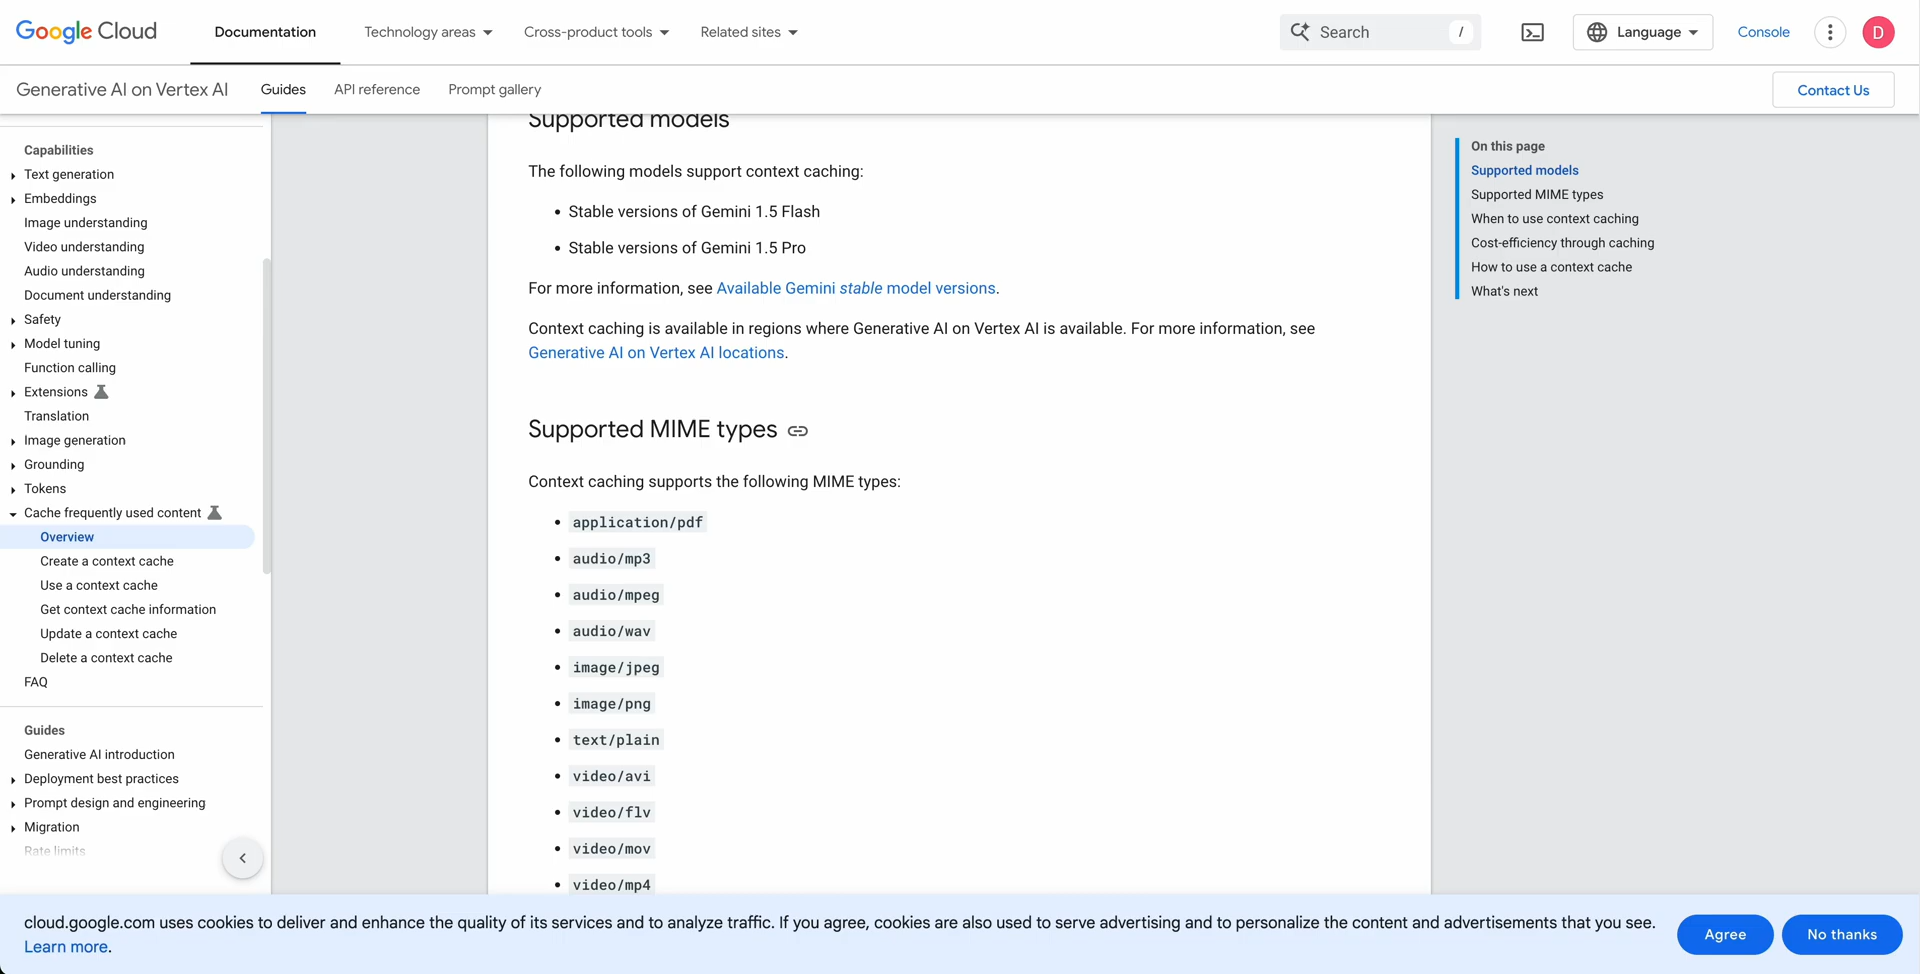 Google Cloud
Documentation
Technology areas
Cross-product tools
Related sites
Search
/
Language
Console
D
Generative AI on Vertex AI
Guides
API reference
Prompt gallery
Contact Us
Capabilities
Text generation
Embeddings
Image understanding
Video understanding
Audio understanding
Document understanding
Safety
Model tuning
Function calling
Extensions
Translation
Image generation
Grounding
Tokens
Cache frequently used content
Overview
Create a context cache
Use a context cache
Get context cache information
Update a context cache
Delete a context cache
FAQ
Guides
Generative AI introduction
Deployment best practices
Prompt design and engineering
Migration
Rate limits
Supported models
The following models support context caching:
• Stable versions of Gemini 1.5 Flash
• Stable versions of Gemini 1.5 Pro
For more information, see Available Gemini stable model versions.
Context caching is available in regions where Generative AI on Vertex AI is available. For more information, see
Generative AI on Vertex AI locations.
Supported MIME types
Context caching supports the following MIME types:
• application/pdf
• audio/mp3
• audio/mpeg
• audio/wav
• image/jpeg
• image/png
• text/plain
• video/avi
• video/flv
• video/mov
• video/mp4
On this page
Supported models
Supported MIME types
When to use context caching
Cost-efficiency through caching
How to use a context cache
What's next
cloud.google.com uses cookies to deliver and enhance the quality of its services and to analyze traffic. If you agree, cookies are also used to serve advertising and to personalize the content and advertisements that you see.
Learn more.
Agree
No thanks